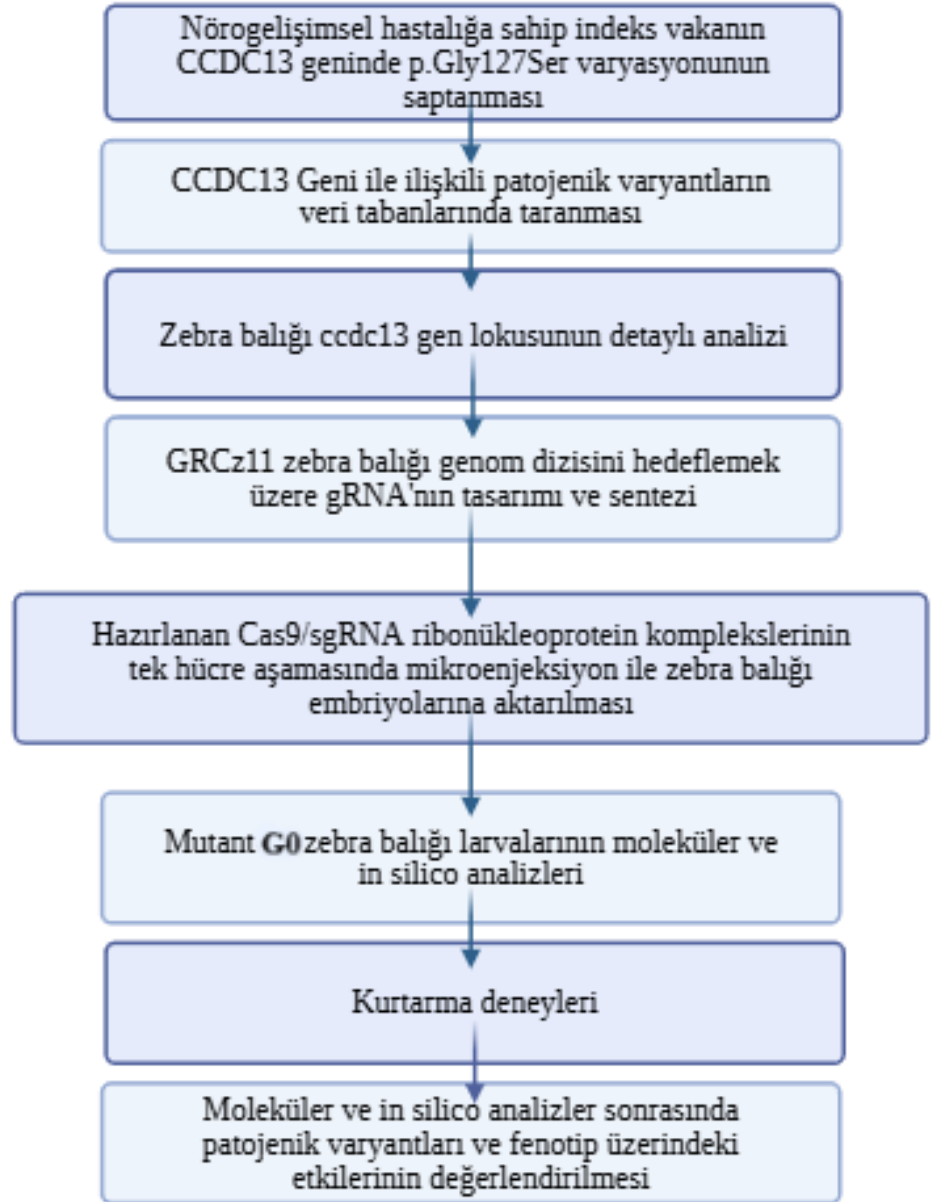 Nörogelişimsel hastalığa sahip indeks vakanın
CCDC13 geninde p.Gly127Ser varyasyonunun
saptanması
CCDC13 Geni ile ilişkili patojenik varyantların
veri tabanlarında taranması
Zebra balığı ccdc13 gen lokusunun detaylı analizi
GRCz11 zebra balığı genom dizisini hedeflemek
üzere gRNA'nın tasarımı ve sentezi
Hazırlanan Cas9/sgRNA ribonükleoprotein komplekslerinin
tek hücre aşamasında mikroenjeksiyon ile zebra balığı
embriyolarına aktarılması
Mutant G0 zebra balığı larvalarının moleküler ve
in silico analizleri
Kurtarma deneyleri
Moleküler ve in silico analizler sonrasında
patojenik varyantları ve fenotip üzerindeki
etkilerinin değerlendirilmesi